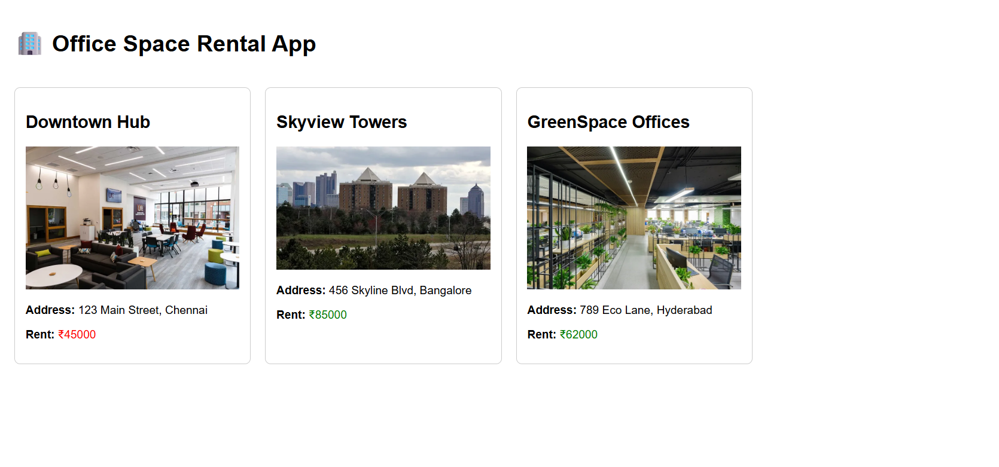 Office Space Rental App
Downtown Hub
Address: 123 Main Street, Chennai
Rent: ₹45000
Skyview Towers
Address: 456 Skyline Blvd, Bangalore
Rent: ₹85000
GreenSpace Offices
Address: 789 Eco Lane, Hyderabad
Rent: ₹62000